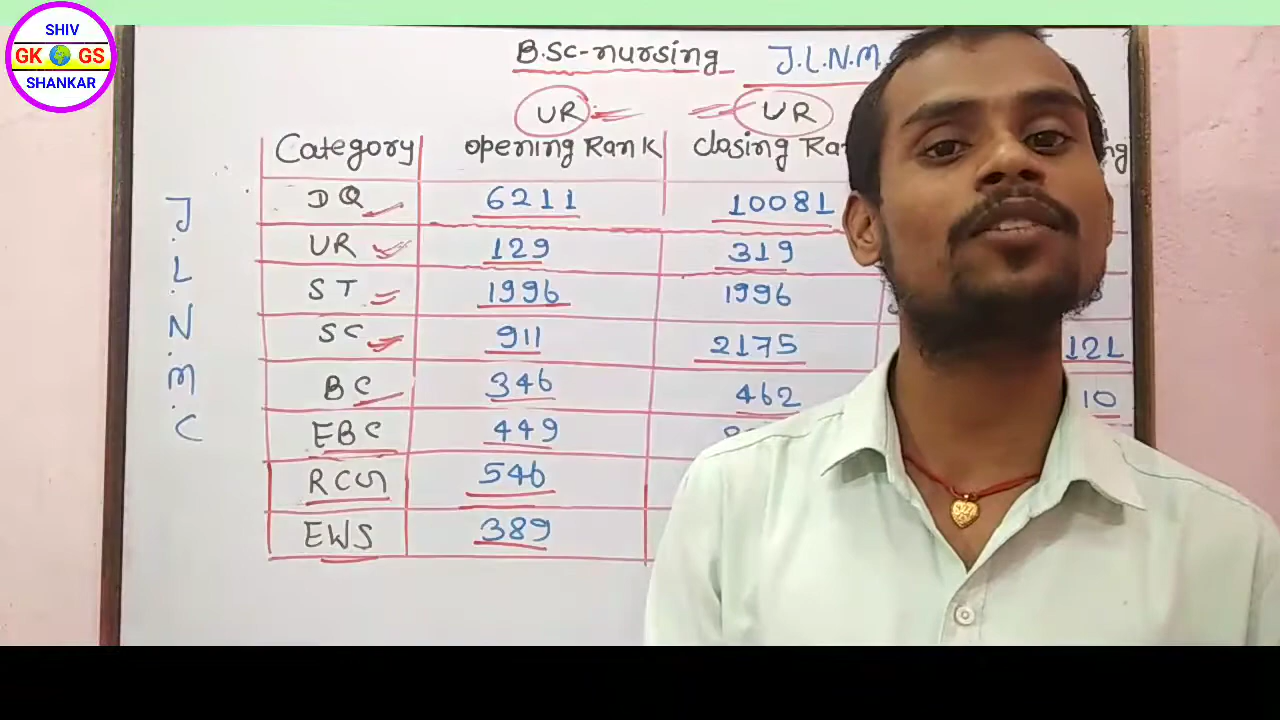 SHIV
GK GS
SHANKAR
B.SC-nursing J.L.N.M.
UR UR
Category opening Rank closing
DQ 6211 10081
UR 129 319
ST 1996 1996
SC 911 2175 121
BC 346 462 10
EBC 449
RCG 546
EWS 389
J.L.N.M.C